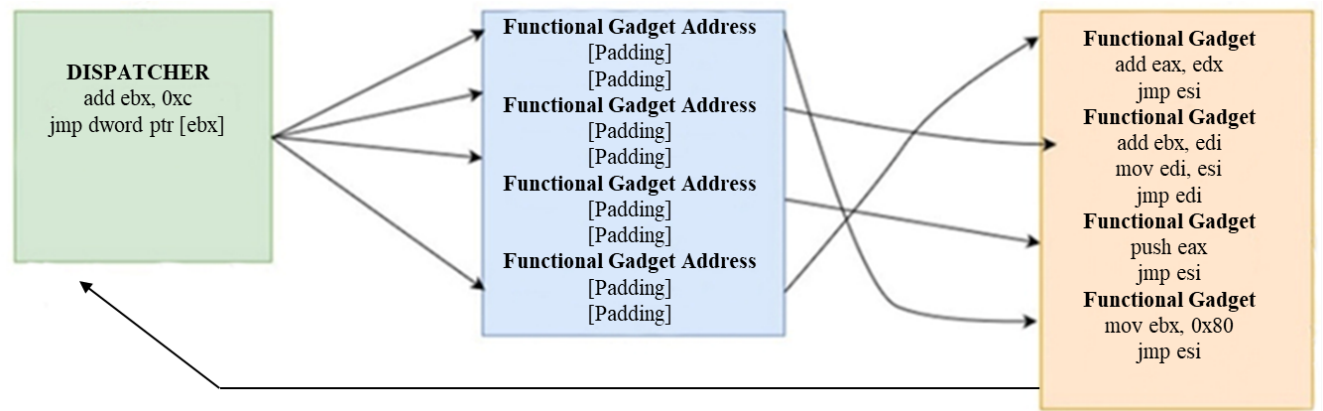 DISPATCHER
add ebx, 0xc
jmp dword ptr [ebx]
Functional Gadget Address
[Padding]
[Padding]
Functional Gadget Address
[Padding]
[Padding]
Functional Gadget Address
[Padding]
[Padding]
Functional Gadget Address
[Padding]
[Padding]
Functional Gadget
add eax, edx
jmp esi
Functional Gadget
add ebx, edi
mov edi, esi
jmp edi
Functional Gadget
push eax
jmp esi
Functional Gadget
mov ebx, 0x80
jmp esi